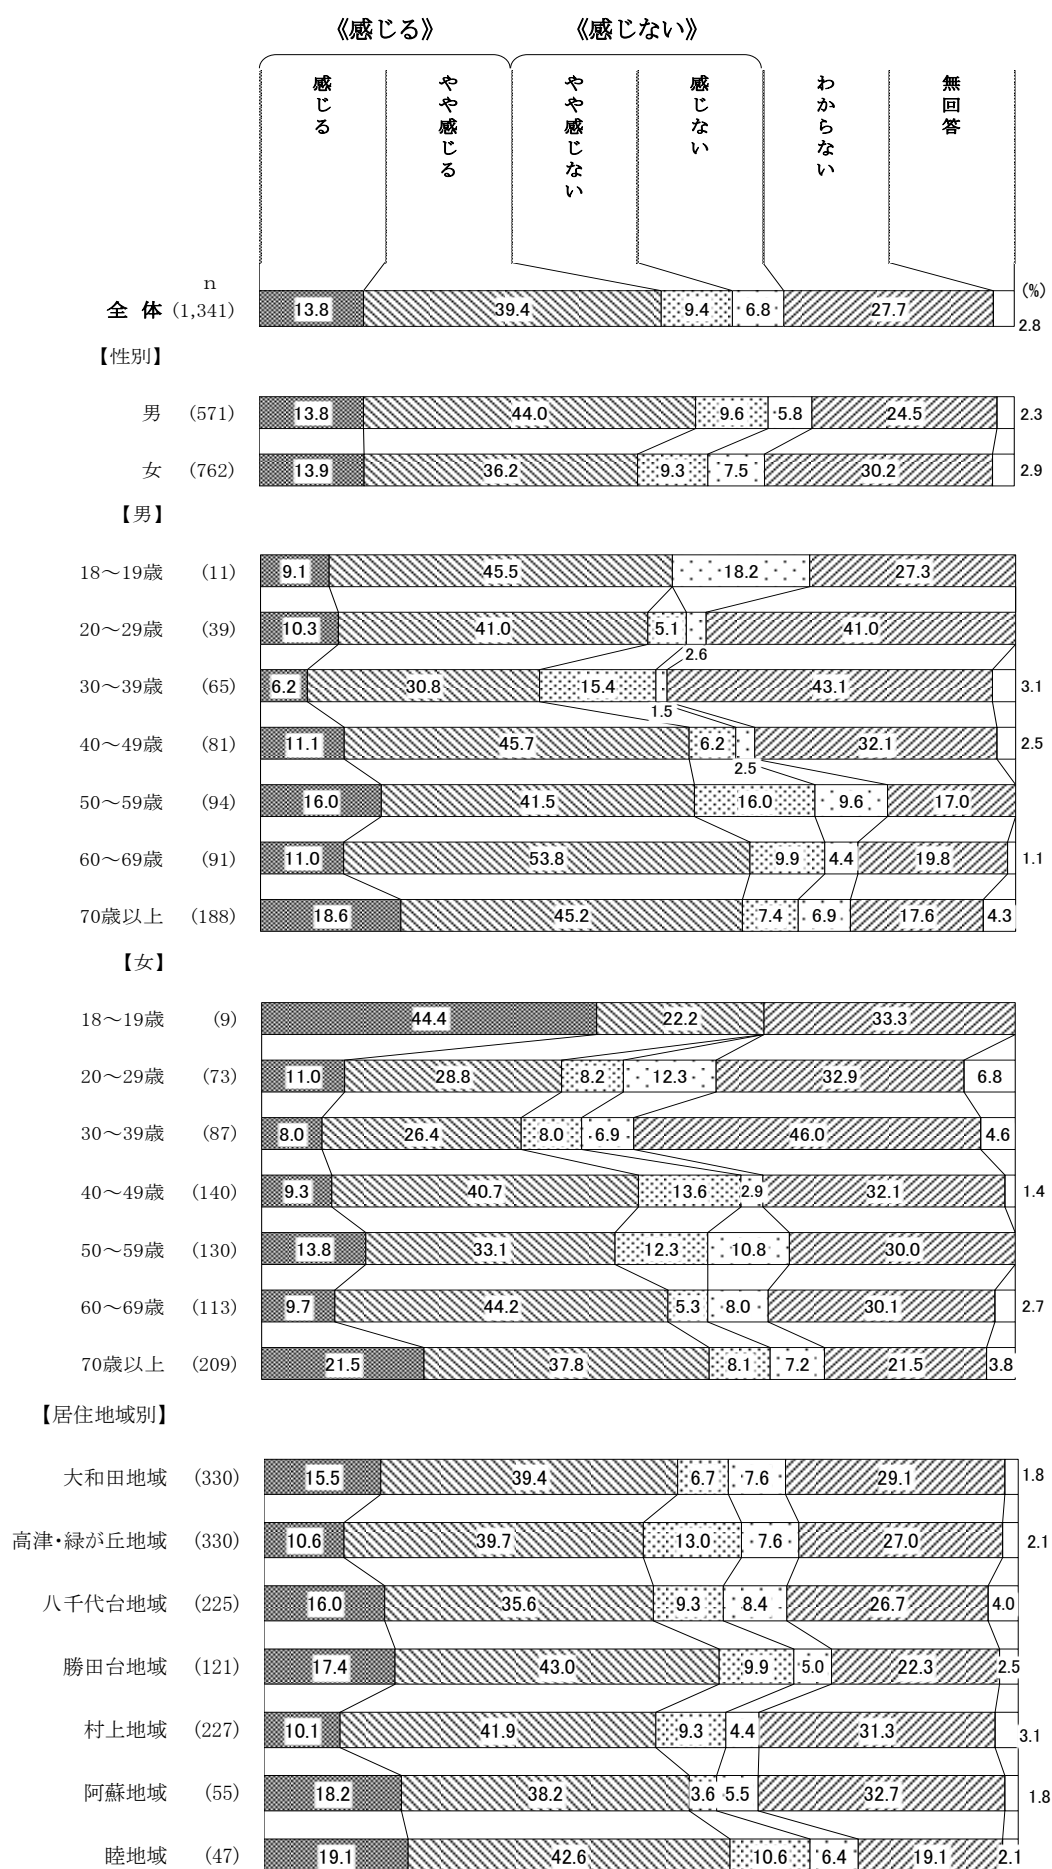 《感じる》 《感じない》
感じる やや感じる やや感じない 感じない わからない 無回答
n
(%)
全 体 (1,341) 13.8 39.4 9.4 6.8 27.7 2.8
【性別】
男 (571) 13.8 44.0 9.6 5.8 24.5 2.3
女 (762) 13.9 36.2 9.3 7.5 30.2 2.9
【男】
18～19歳 (11) 9.1 45.5 18.2 27.3
20～29歳 (39) 10.3 41.0 5.1 2.6 41.0
30～39歳 (65) 6.2 30.8 15.4 1.5 43.1 3.1
40～49歳 (81) 11.1 45.7 6.2 2.5 32.1 2.5
50～59歳 (94) 16.0 41.5 16.0 9.6 17.0
60～69歳 (91) 11.0 53.8 9.9 4.4 19.8 1.1
70歳以上 (188) 18.6 45.2 7.4 6.9 17.6 4.3
【女】
18～19歳 (9) 44.4 22.2 33.3
20～29歳 (73) 11.0 28.8 8.2 12.3 32.9 6.8
30～39歳 (87) 8.0 26.4 8.0 6.9 46.0 4.6
40～49歳 (140) 9.3 40.7 13.6 2.9 32.1 1.4
50～59歳 (130) 13.8 33.1 12.3 10.8 30.0
60～69歳 (113) 9.7 44.2 5.3 8.0 30.1 2.7
70歳以上 (209) 21.5 37.8 8.1 7.2 21.5 3.8
【居住地域別】
大和田地域 (330) 15.5 39.4 6.7 7.6 29.1 1.8
高津・緑が丘地域 (330) 10.6 39.7 13.0 7.6 27.0 2.1
八千代台地域 (225) 16.0 35.6 9.3 8.4 26.7 4.0
勝田台地域 (121) 17.4 43.0 9.9 5.0 22.3 2.5
村上地域 (227) 10.1 41.9 9.3 4.4 31.3 3.1
阿蘇地域 (55) 18.2 38.2 3.6 5.5 32.7 1.8
睦地域 (47) 19.1 42.6 10.6 6.4 19.1 2.1